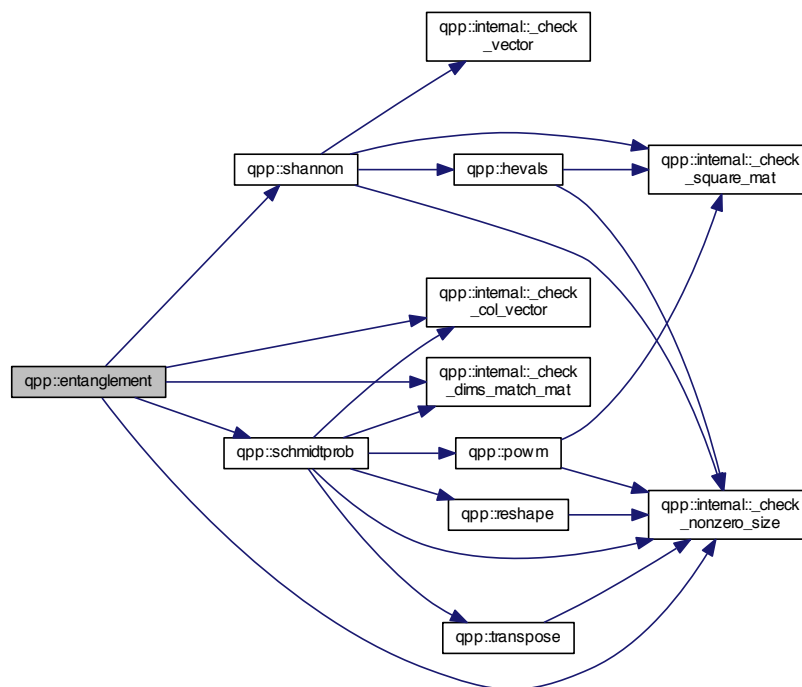 qpp::internal::_check
_vector
qpp::shannon
qpp::hevals
qpp::internal::_check
_square_mat
qpp::internal::_check
_col_vector
qpp::entanglement
qpp::internal::_check
_dims_match_mat
qpp::schmidtprob
qpp::powm
qpp::reshape
qpp::internal::_check
_nonzero_size
qpp::transpose